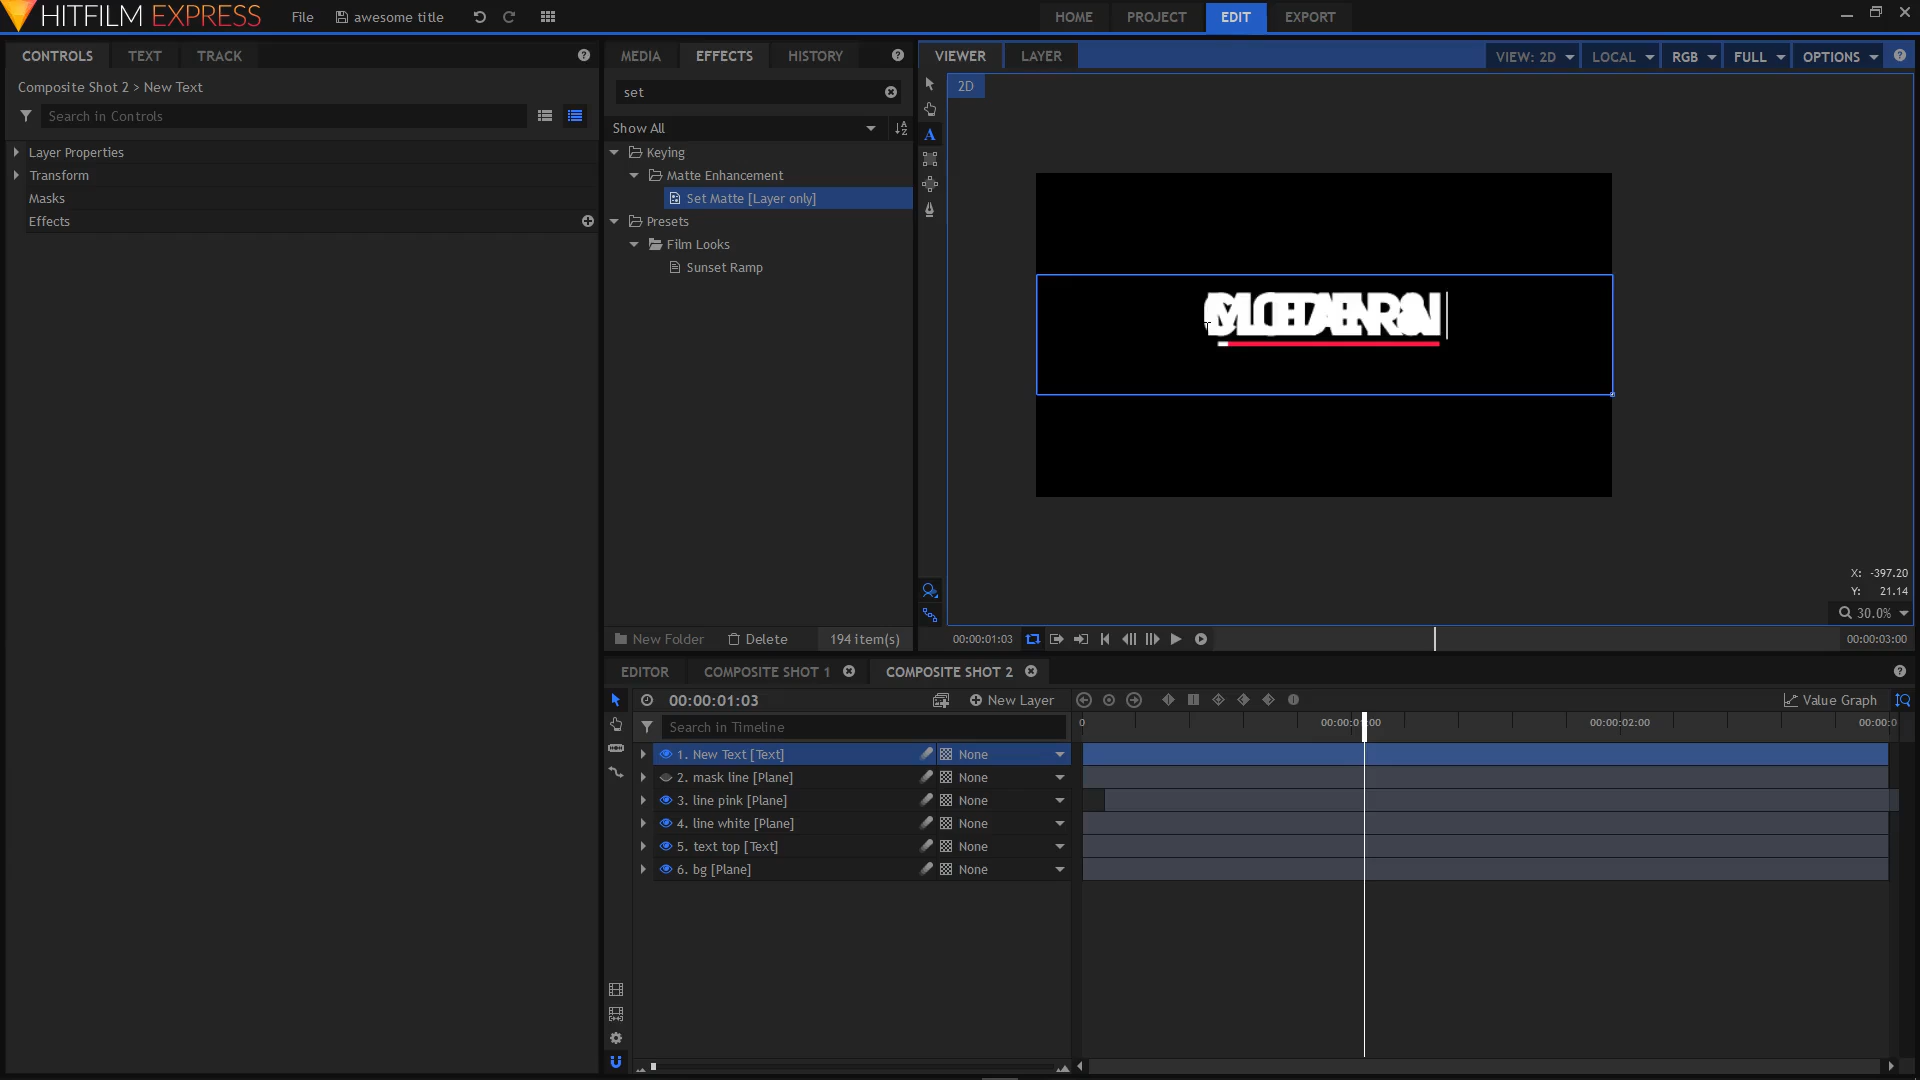 HITFILM EXPRESS
File
awesome title
HOME
PROJECT
EDIT
EXPORT
CONTROLS
TEXT
TRACK
Composite Shot 2 > New Text
Search in Controls
Layer Properties
Transform
Masks
Effects
MEDIA
EFFECTS
HISTORY
set
Show All
Keying
Matte Enhancement
Set Matte [Layer only]
Presets
Film Looks
Sunset Ramp
New Folder
Delete
194 item(s)
VIEWER
LAYER
VIEW: 2D
LOCAL
RGB
FULL
OPTIONS
2D
X: -397.20
Y: 21.14
30.0%
00:00:01:03
00:00:03:00
EDITOR
COMPOSITE SHOT 1
COMPOSITE SHOT 2
00:00:01:03
New Layer
Value Graph
Search in Timeline
0
00:00:02:00
1. New Text [Text]
None
2. mask line [Plane]
None
3. line pink [Plane]
None
4. line white [Plane]
None
5. text top [Text]
None
6. bg [Plane]
None